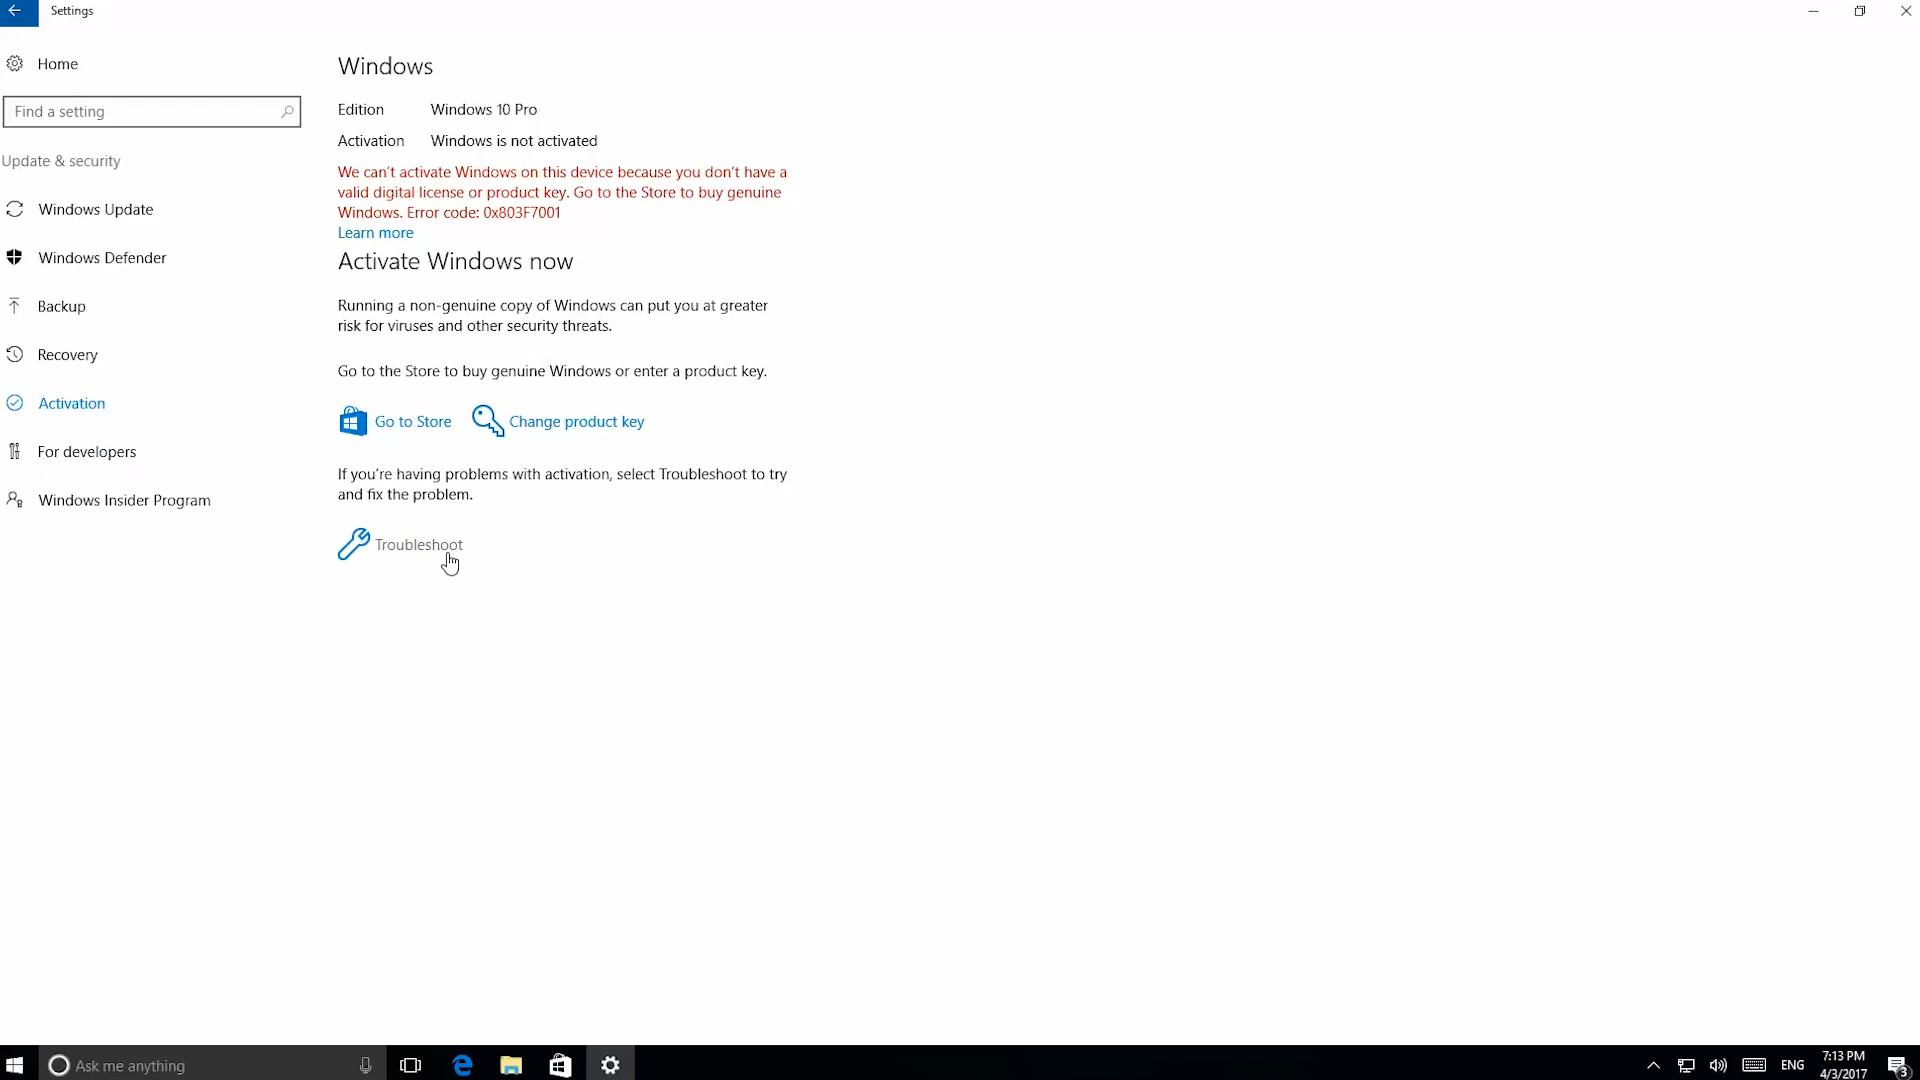 Settings
Home
Find a setting
Update & security
Windows Update
Windows Defender
Backup
Recovery
Activation
For developers
Windows Insider Program
Windows
Edition Windows 10 Pro
Activation Windows is not activated
We can't activate Windows on this device because you don't have a
valid digital license or product key. Go to the Store to buy genuine
Windows. Error code: 0x803F7001
Learn more
Activate Windows now
Running a non-genuine copy of Windows can put you at greater
risk for viruses and other security threats.
Go to the Store to buy genuine Windows or enter a product key.
Go to Store Change product key
If you're having problems with activation, select Troubleshoot to try
and fix the problem.
Troubleshoot
Ask me anything
ENG
7:13 PM
4/3/2017
3